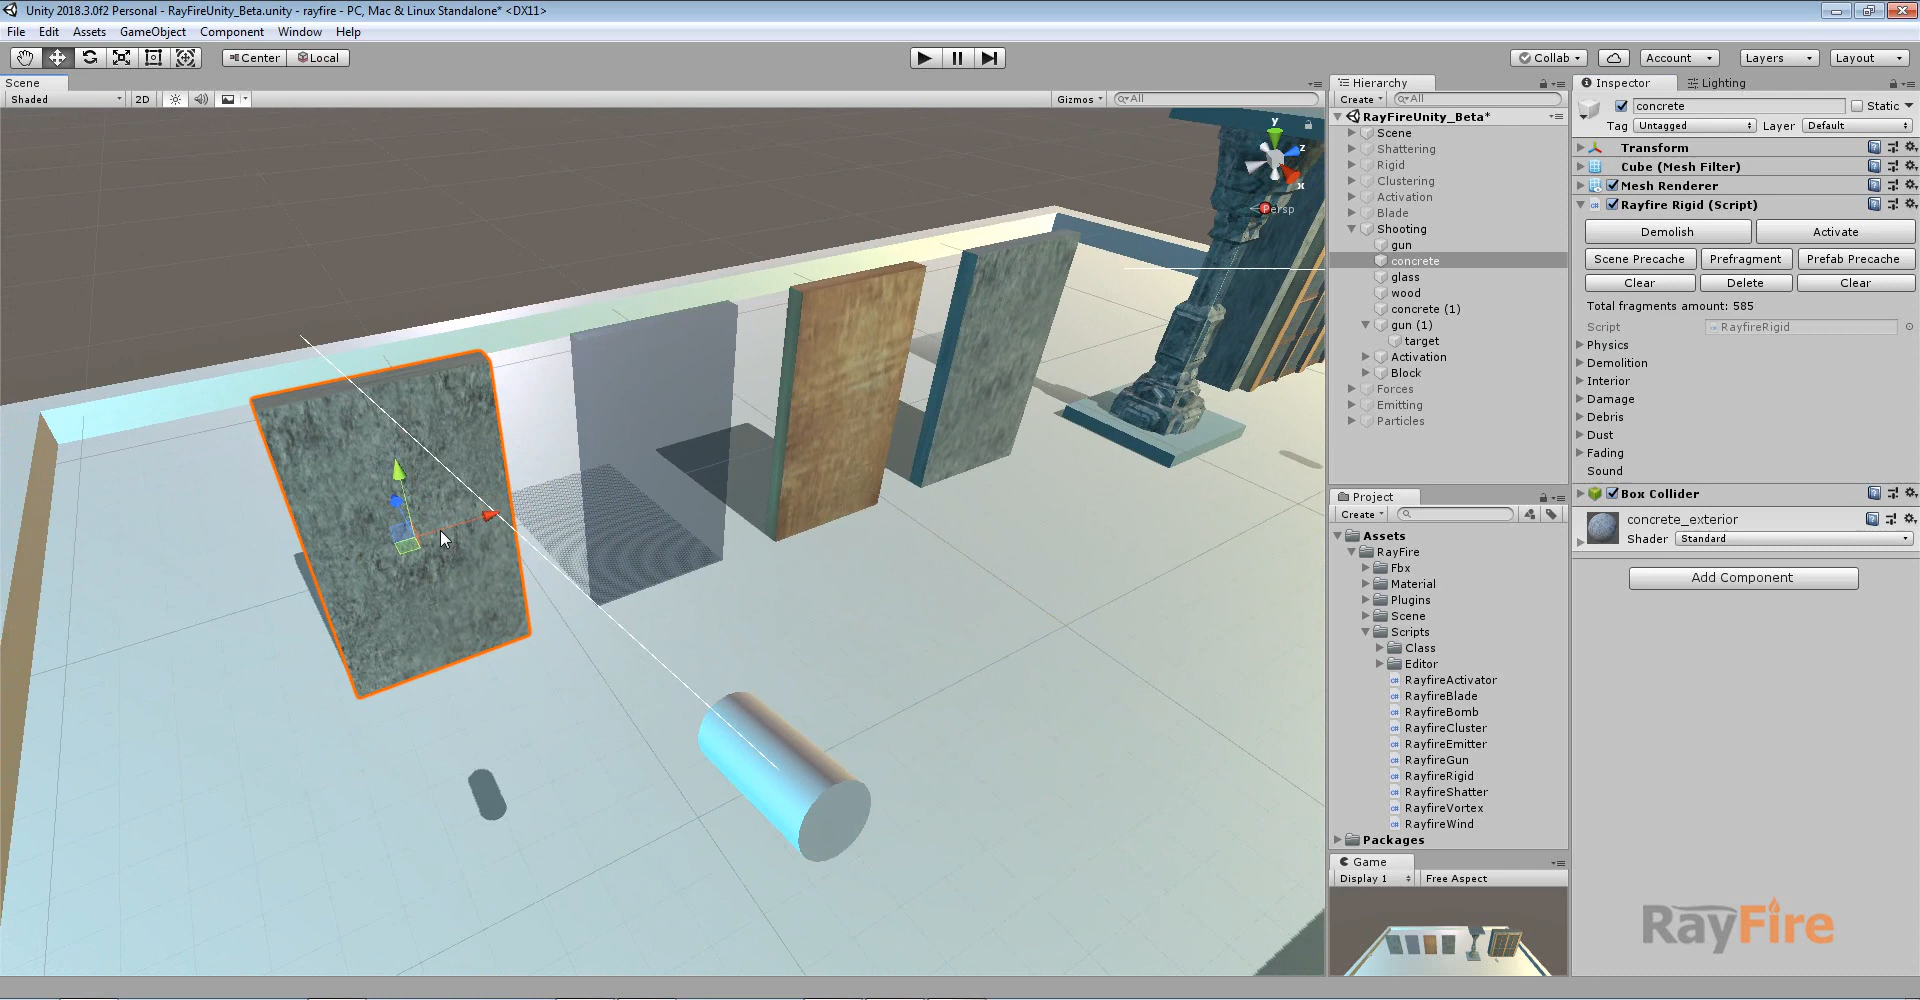 Unity 2018.3.0f2 Personal - RayFireUnity_Beta.unity - rayfire - PC, Mac & Linux Standalone* <DX11>
File Edit Assets GameObject Component Window Help
Center Local Collab Account Layers Layout
Scene
Shaded 2D Gizmos All
y
z
x
Persp
Hierarchy
Create All
RayFireUnity_Beta*
Scene
Shattering
Rigid
Clustering
Activation
Blade
Shooting
gun
concrete
glass
wood
concrete (1)
gun (1)
target
Activation
Block
Forces
Emitting
Particles
Project
Create
Assets
RayFire
Fbx
Material
Plugins
Scene
Scripts
Class
Editor
RayfireActivator
RayfireBlade
RayfireBomb
RayfireCluster
RayfireEmitter
RayfireGun
RayfireRigid
RayfireShatter
RayfireVortex
RayfireWind
Packages
Game
Display 1 Free Aspect
Inspector Lighting
concrete Static
Tag Untagged Layer Default
Transform
Cube (Mesh Filter)
Mesh Renderer
Rayfire Rigid (Script)
Demolish Activate
Scene Precache Prefragment Prefab Precache
Clear Delete Clear
Total fragments amount: 585
Script RayfireRigid
Physics
Demolition
Interior
Damage
Debris
Dust
Fading
Sound
Box Collider
concrete_exterior
Shader Standard
Add Component
RayFire